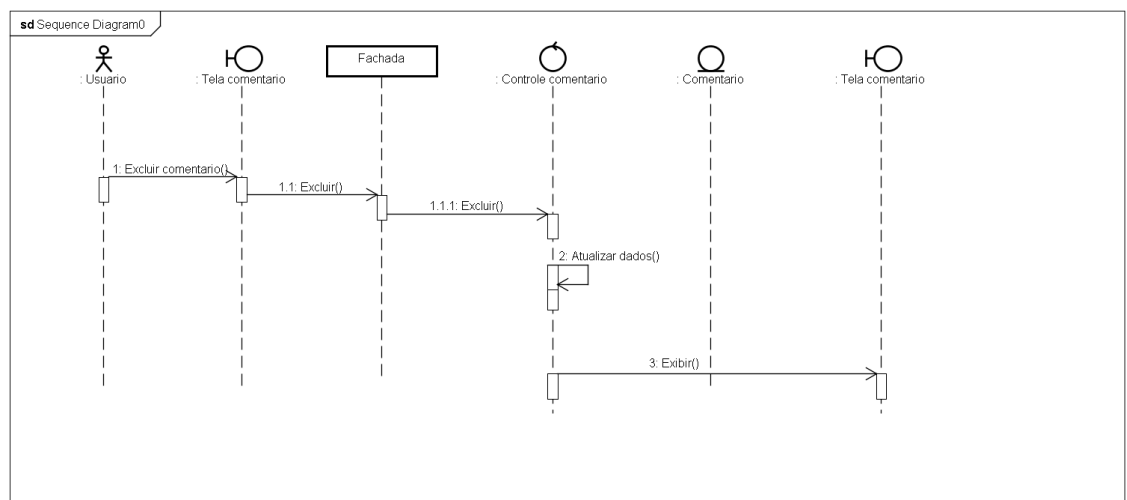 sd Sequence Diagram0
Fachada
: Usuario
: Tela comentario
: Controle comentario
: Comentario
: Tela comentario
1: Excluir comentario()
1.1: Excluir()
1.1.1: Excluir()
2: Atualizar dados()
3: Exibir()